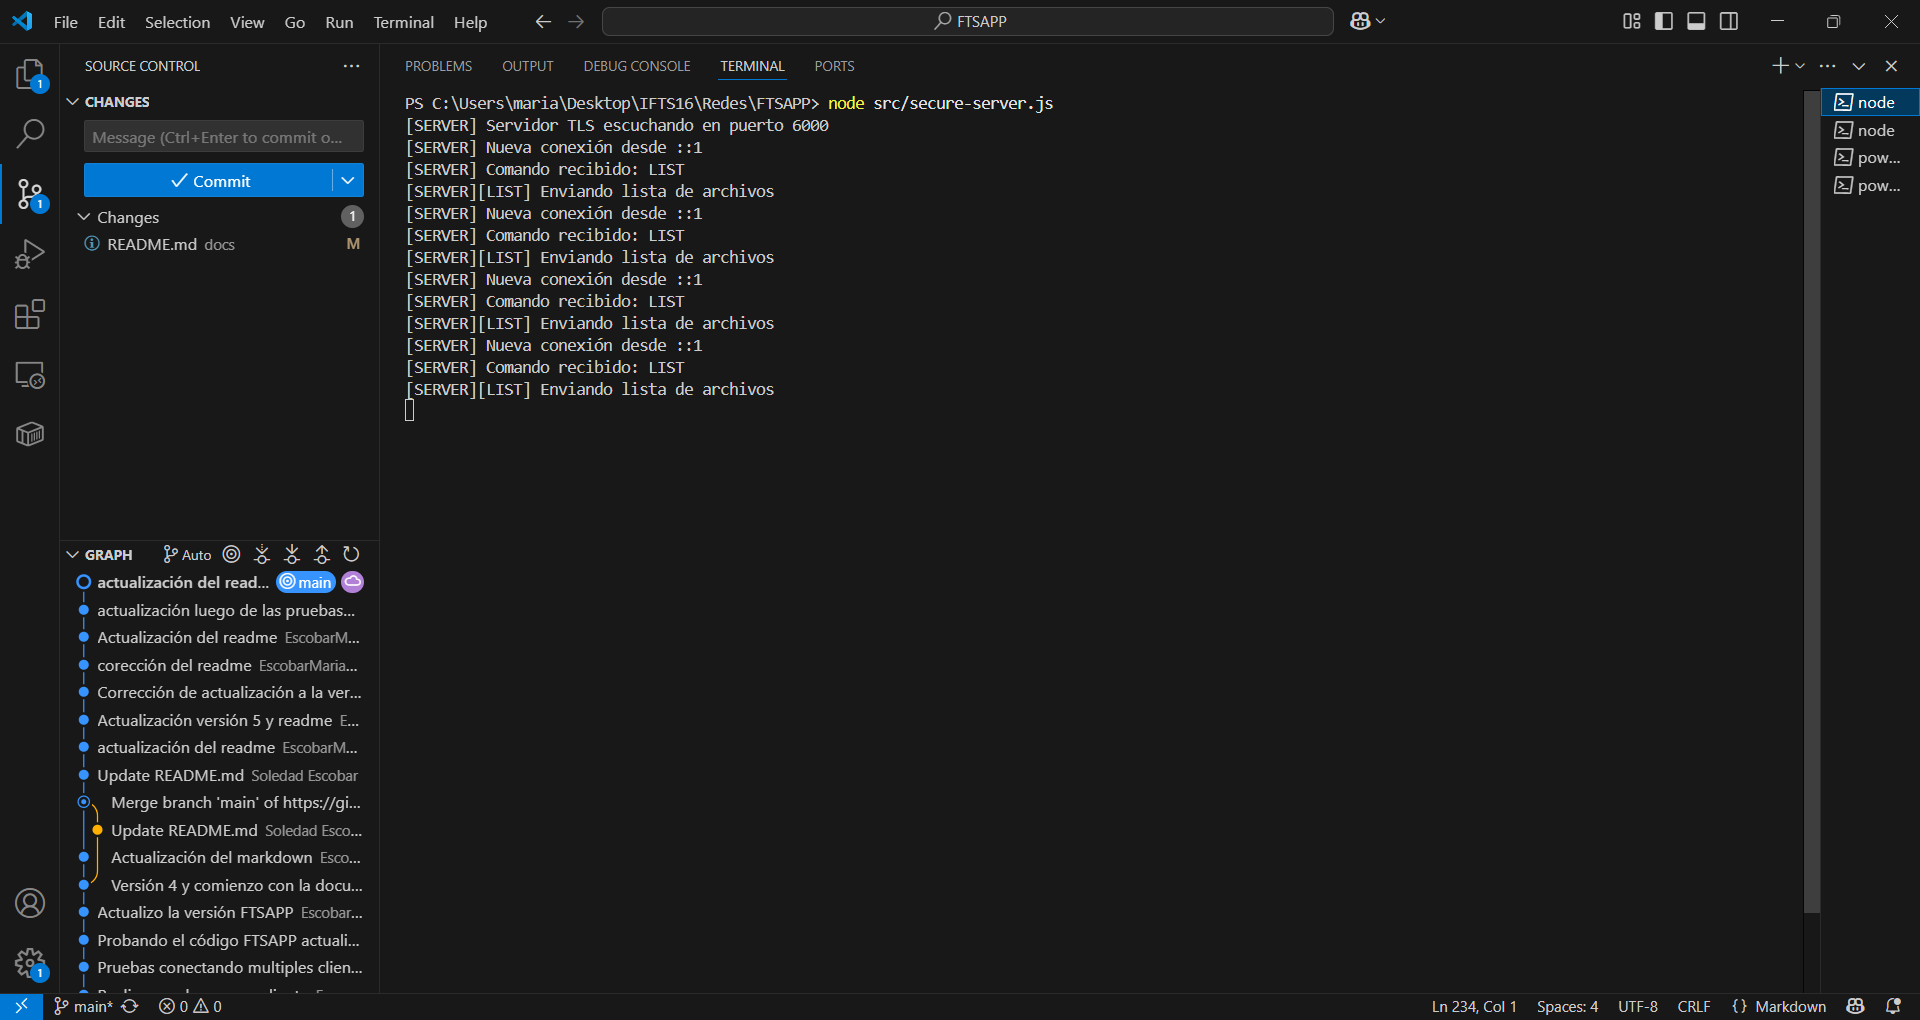 File Edit Selection View Go Run Terminal Help
FTSAPP
SOURCE CONTROL
CHANGES
Message (Ctrl+Enter to commit o...
Commit
Changes 1
README.md docs M
GRAPH Auto
actualización del read... main
actualización luego de las pruebas...
Actualización del readme EscobarM...
corección del readme EscobarMaria...
Corrección de actualización a la ver...
Actualización versión 5 y readme E...
actualización del readme EscobarM...
Update README.md Soledad Escobar
Merge branch 'main' of https://gi...
Update README.md Soledad Esco...
Actualización del markdown Esco...
Versión 4 y comienzo con la docu...
Actualizo la versión FTSAPP Escobar...
Probando el código FTSAPP actuali...
Pruebas conectando multiples clien...
PROBLEMS OUTPUT DEBUG CONSOLE TERMINAL PORTS
PS C:\Users\maria\Desktop\IFTS16\Redes\FTSAPP> node src/secure-server.js
[SERVER] Servidor TLS escuchando en puerto 6000
[SERVER] Nueva conexión desde ::1
[SERVER] Comando recibido: LIST
[SERVER][LIST] Enviando lista de archivos
[SERVER] Nueva conexión desde ::1
[SERVER] Comando recibido: LIST
[SERVER][LIST] Enviando lista de archivos
[SERVER] Nueva conexión desde ::1
[SERVER] Comando recibido: LIST
[SERVER][LIST] Enviando lista de archivos
[SERVER] Nueva conexión desde ::1
[SERVER] Comando recibido: LIST
[SERVER][LIST] Enviando lista de archivos
node
node
pow...
pow...
1
1
1
main* 0 0
Ln 234, Col 1 Spaces: 4 UTF-8 CRLF {} Markdown